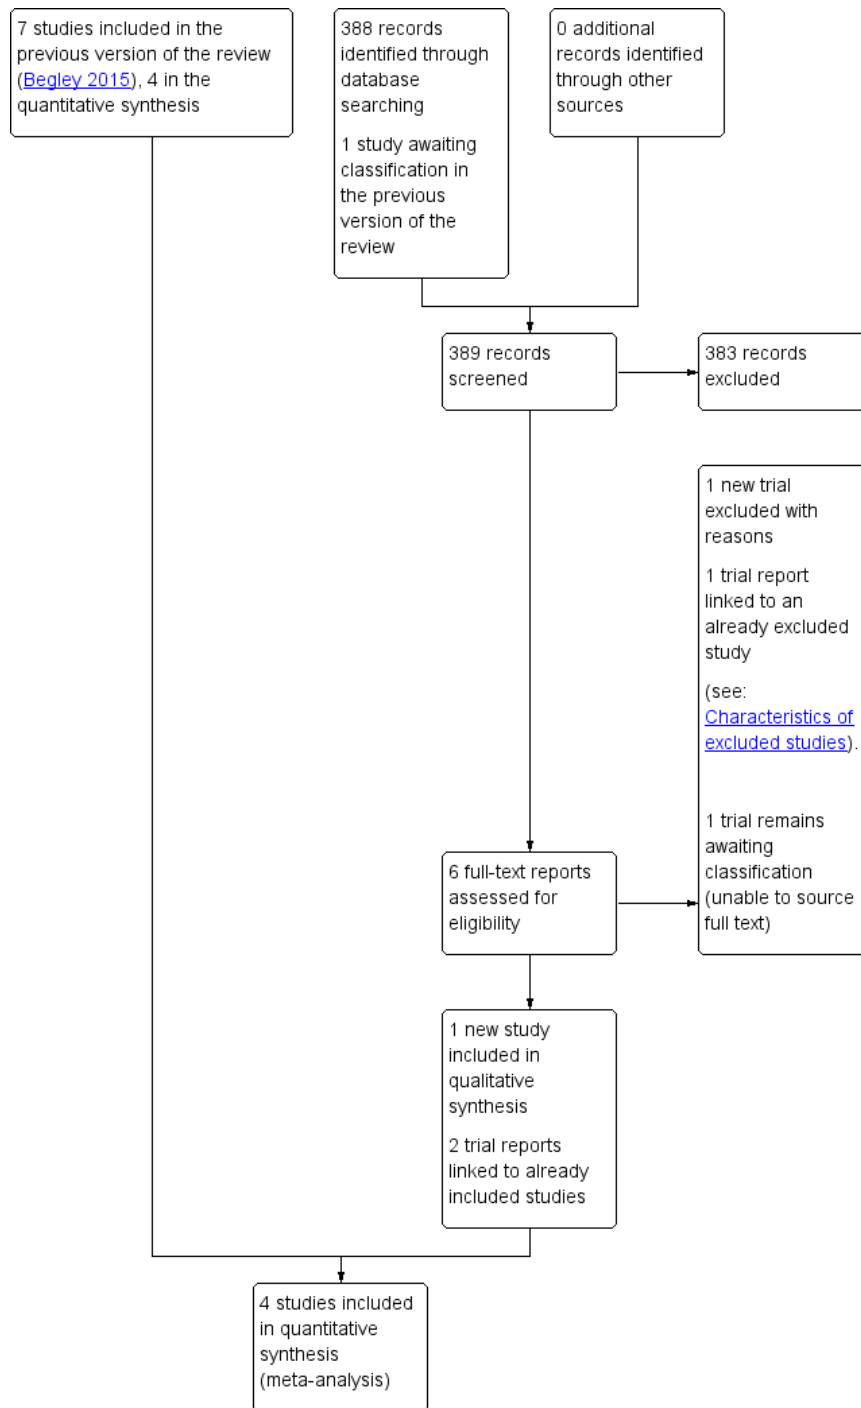 7 studies included in the
previous version of the review
(Begley 2015), 4 in the
quantitative synthesis
388 records
identified through
database
searching
1 study awaiting
classification in
the previous
version of the
review
0 additional
records identified
through other
sources
389 records
screened
383 records
excluded
1 new trial
excluded with
reasons
1 trial report
linked to an
already excluded
study
(see:
Characteristics of
excluded studies).
1 trial remains
awaiting
classification
(unable to source
full text)
6 full-text reports
assessed for
eligibility
1 new study
included in
qualitative
synthesis
2 trial reports
linked to already
included studies
4 studies included
in quantitative
synthesis
(meta-analysis)